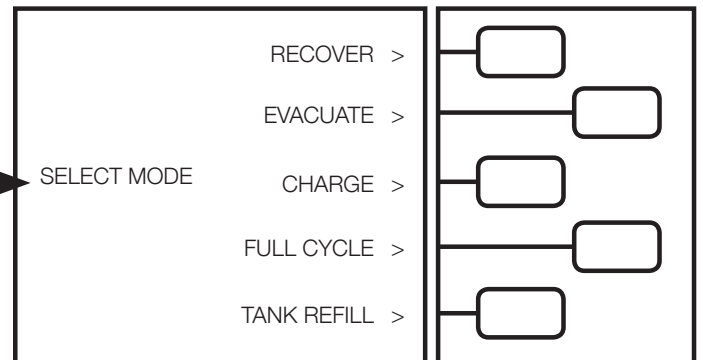 RECOVER >
EVACUATE >
SELECT MODE CHARGE >
FULL CYCLE >
TANK REFILL >